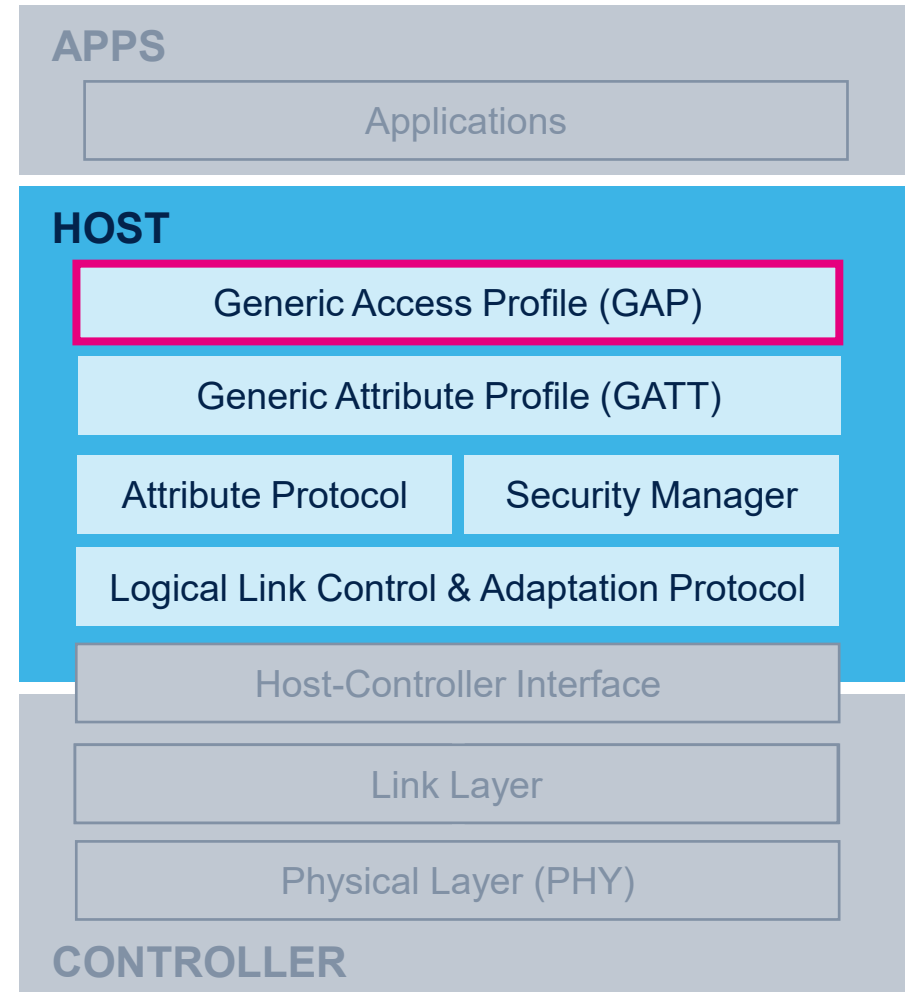 APPS
Applications
HOST
Generic Access Profile (GAP)
Generic Attribute Profile (GATT)
Attribute Protocol
Security Manager
Logical Link Control & Adaptation Protocol
Host-Controller Interface
Link Layer
Physical Layer (PHY)
CONTROLLER